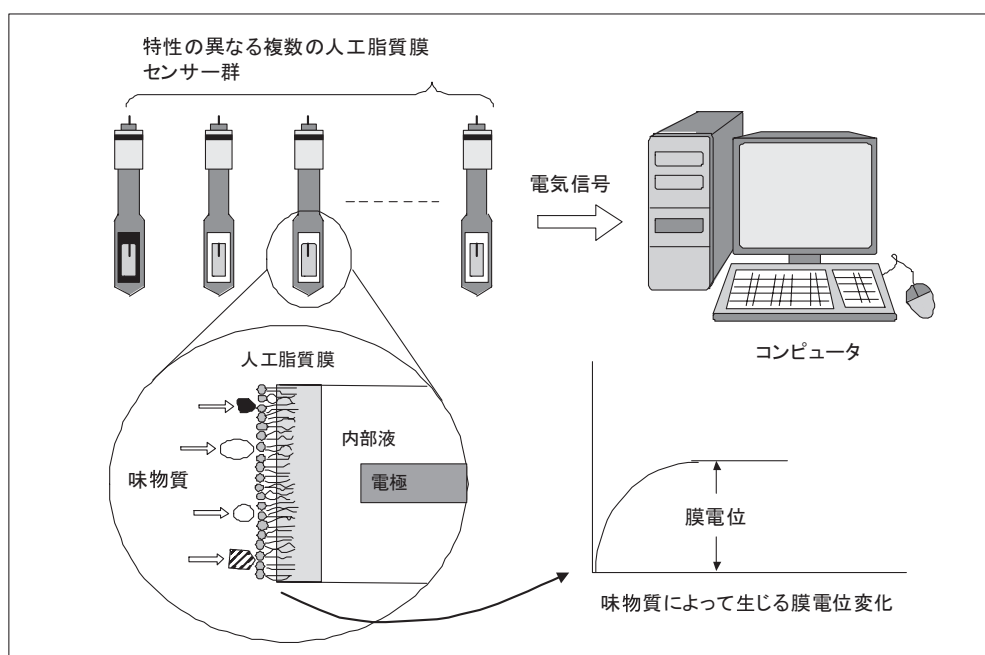 特性の異なる複数の人工脂質膜
センサー群
電気信号
コンピュータ
人工脂質膜
内部液
電極
味物質
膜電位
味物質によって生じる膜電位変化